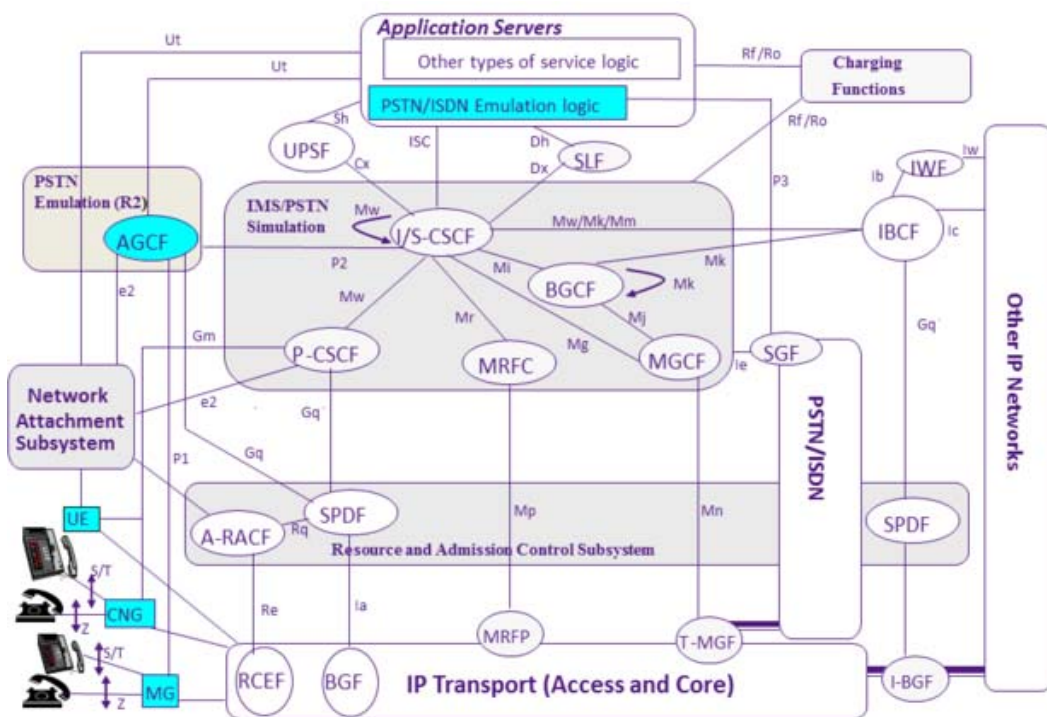 Application Servers
Other types of service logic
PSTN/ISDN Emulation logic
Ut
Ut
Rf/Ro
Charging
Functions
Rf/Ro
Sh
UPSF
Cx
ISC
Dh
Dx
SLF
P3
Iw
IWF
Ib
IBCF
Ic
PSTN
Emulation (R2)
AGCF
IMS/PSTN
Simulation
Mw
I/S-CSCF
Mw/Mk/Mm
P2
Mi
BGCF
Mk
Mk
Mw
Mr
Mj
Mg
e2
Gm
P-CSCF
MRFC
MGCF
Ie
SGF
Gq`
Other IP Networks
PSTN/ISDN
Network
Attachment
Subsystem
e2
Gq`
P1
Gq
UE
A-RACF
Rq
SPDF
Mp
Mn
SPDF
Resource and Admission Control Subsystem
S/T
CNG
Z
Re
Ia
MRFP
T-MGF
S/T
MG
Z
RCEF
BGF
IP Transport (Access and Core)
I-BGF